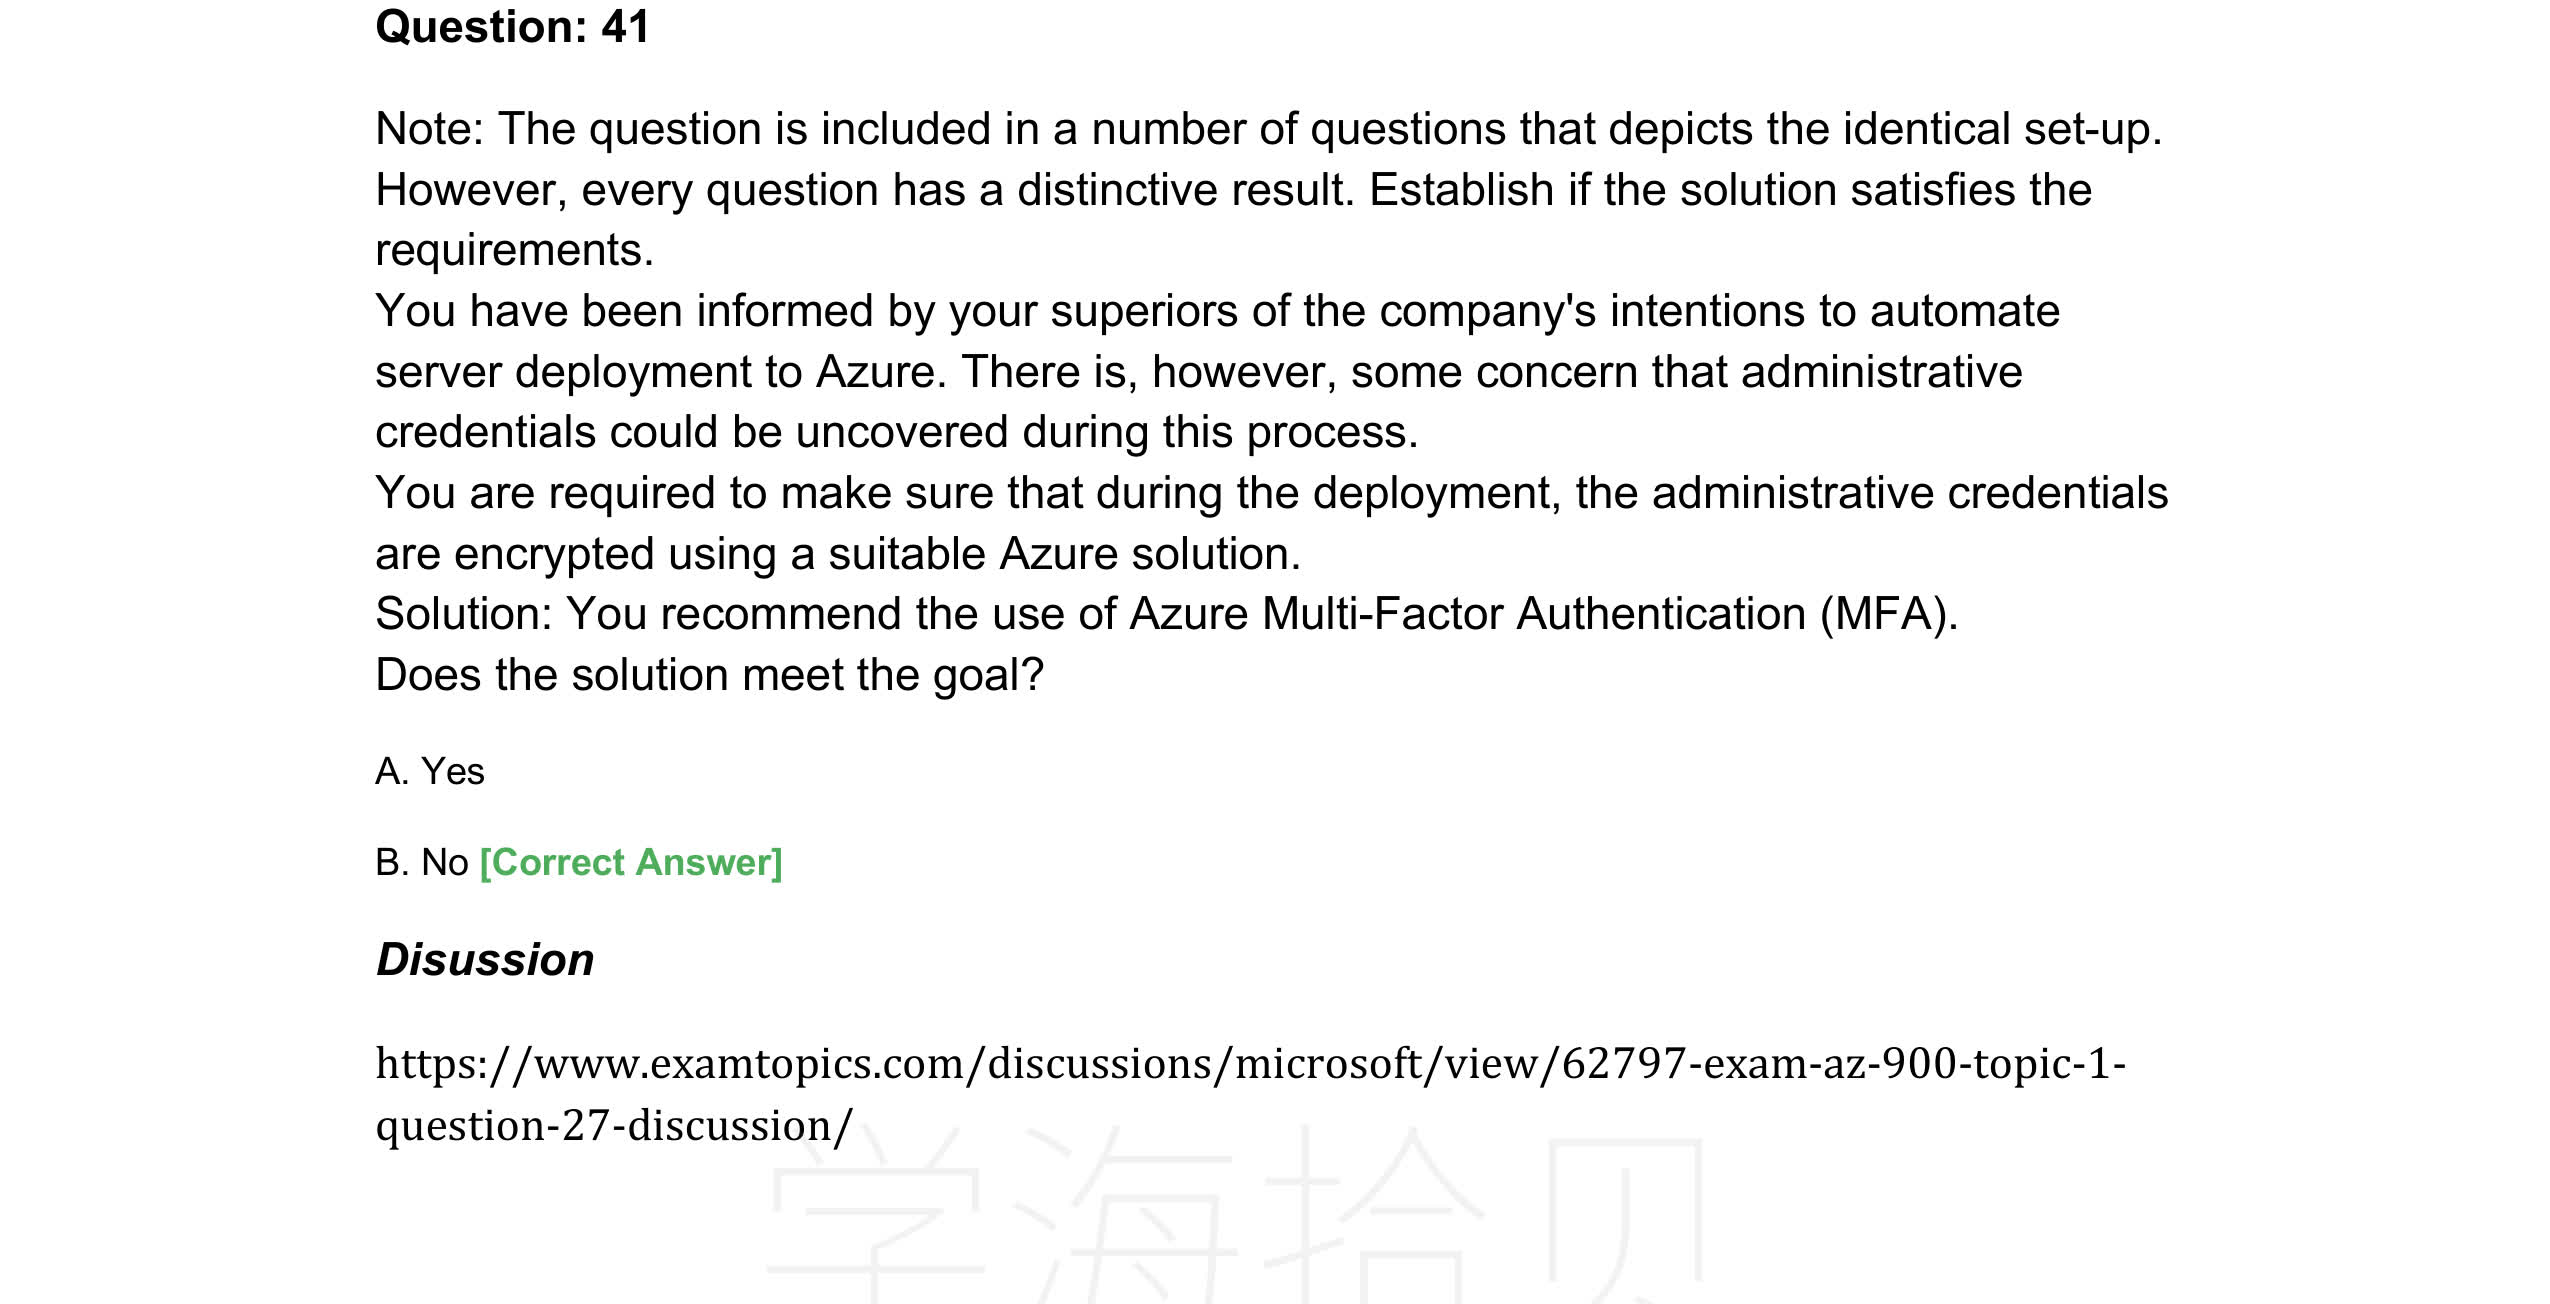 Question: 41
Note: The question is included in a number of questions that depicts the identical set-up.
However, every question has a distinctive result. Establish if the solution satisfies the
requirements.
You have been informed by your superiors of the company's intentions to automate
server deployment to Azure. There is, however, some concern that administrative
credentials could be uncovered during this process.
You are required to make sure that during the deployment, the administrative credentials
are encrypted using a suitable Azure solution.
Solution: You recommend the use of Azure Multi-Factor Authentication (MFA).
Does the solution meet the goal?
A. Yes
B. No [Correct Answer]
Disussion
https://www.examtopics.com/discussions/microsoft/view/62797-exam-az-900-topic-1-
question-27-discussion/
学海拾贝